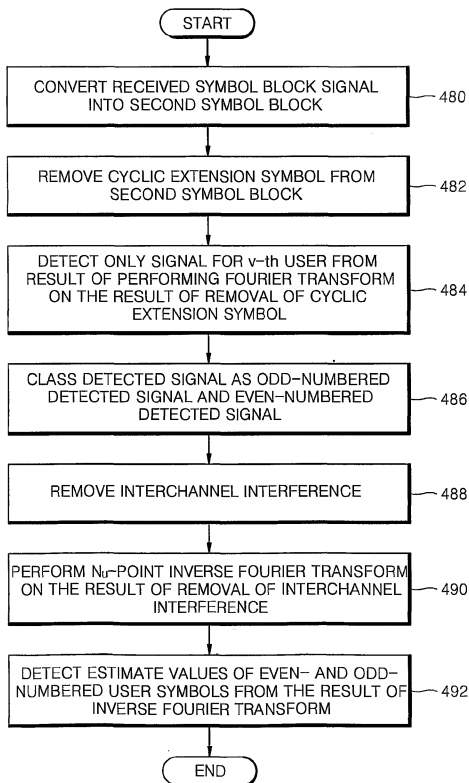 START
CONVERT RECEIVED SYMBOL BLOCK SIGNAL
INTO SECOND SYMBOL BLOCK
480
REMOVE CYCLIC EXTENSION SYMBOL FROM
SECOND SYMBOL BLOCK
482
DETECT ONLY SIGNAL FOR v-th USER FROM
RESULT OF PERFORMING FOURIER TRANSFORM
ON THE RESULT OF REMOVAL OF CYCLIC
EXTENSION SYMBOL
484
CLASS DETECTED SIGNAL AS ODD-NUMBERED
DETECTED SIGNAL AND EVEN-NUMBERED
DETECTED SIGNAL
486
REMOVE INTERCHANNEL INTERFERENCE
488
PERFORM Nu-POINT INVERSE FOURIER TRANSFORM
ON THE RESULT OF REMOVAL OF INTERCHANNEL
INTERFERENCE
490
DETECT ESTIMATE VALUES OF EVEN- AND ODD-
NUMBERED USER SYMBOLS FROM THE RESULT OF
INVERSE FOURIER TRANSFORM
492
END